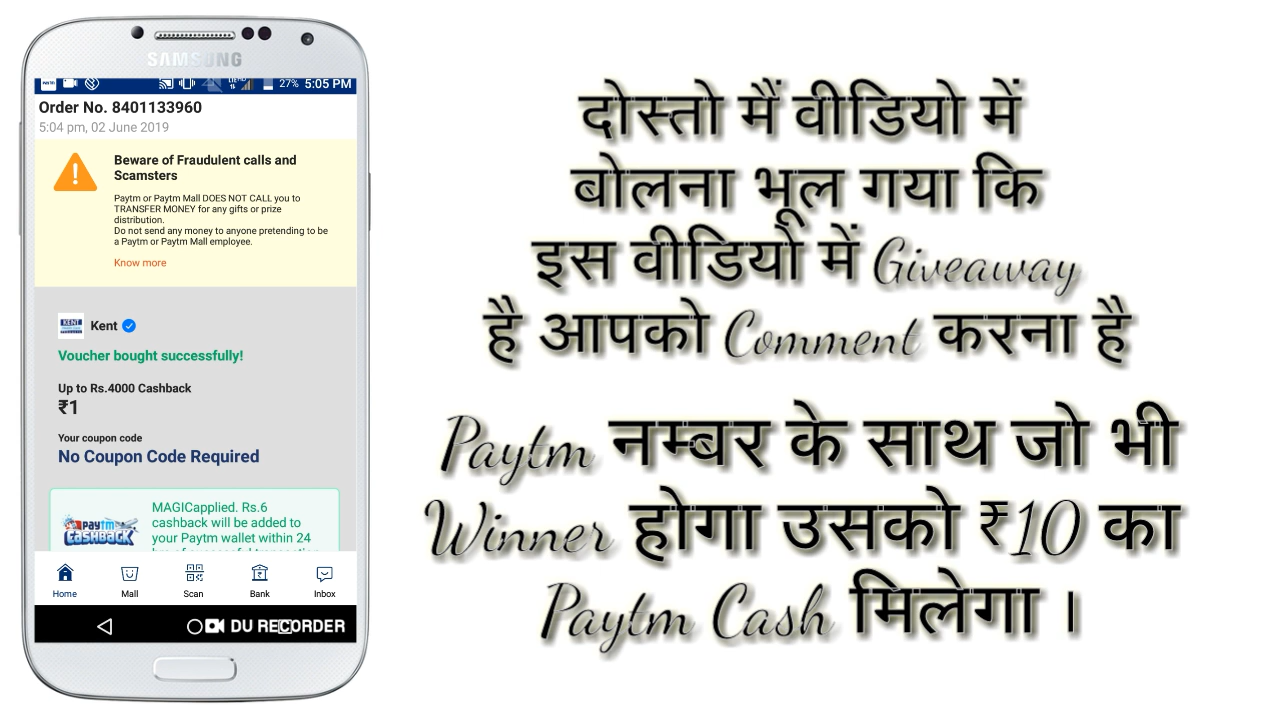 SAMSUNG
27% 5:05 PM
Order No. 8401133960
5:04 pm, 02 June 2019
Beware of Fraudulent calls and
Scamsters
Paytm or Paytm Mall DOES NOT CALL you to
TRANSFER MONEY for any gifts or prize
distribution.
Do not send any money to anyone pretending to be
a Paytm or Paytm Mall employee.
Know more
KENT
Kent
Voucher bought successfully!
Up to Rs.4000 Cashback
₹1
Your coupon code
No Coupon Code Required
PAYTM
CASHBACK
MAGICapplied. Rs.6
cashback will be added to
your Paytm wallet within 24
Home Mall Scan Bank Inbox
DU RECORDER
दोस्तो मैं वीडियो में
बोलना भूल गया कि
इस वीडियो में Giveaway
है आपको Comment करना है
Paytm नम्बर के साथ जो भी
Winner होगा उसको ₹10 का
Paytm Cash मिलेगा ।